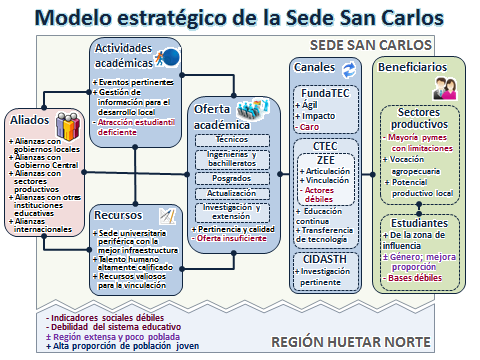 Modelo estratégico de la Sede San Carlos
SEDE SAN CARLOS
Aliados
+ Alianzas con
gobiernos locales
+ Alianzas con
Gobierno Central
+ Alianzas con
sectores
productivos
+ Alianzas con otras
instituciones
educativas
+ Alianzas
internacionales
Actividades
académicas
+ Eventos pertinentes
+ Gestión de
información para el
desarrollo local
- Atracción estudiantil
deficiente
Recursos
+ Sede universitaria
periférica con la
mejor infraestructura
+ Talento humano
altamente calificado
+ Recursos valiosos
para la vinculación
Oferta
académica
Técnicos
Ingenierías y
bachilleratos
Posgrados
Actualización
Investigación y
extensión
+ Pertinencia y calidad
- Oferta insuficiente
Canales
FundaTEC
+ Ágil
+ Impacto
- Caro
CTEC
ZEE
+ Articulación
+ Vinculación
- Actores
débiles
+ Educación
continua
+ Transferencia
de tecnología
CIDASTH
+ Investigación
pertinente
Beneficiarios
Sectores
productivos
- Mayoría pymes
con limitaciones
+ Vocación
agropecuaria
+ Potencial
productivo local
Estudiantes
+ De la zona de
influencia
± Género; mejora
proporción
- Bases débiles
- Indicadores sociales débiles
- Debilidad del sistema educativo
± Región extensa y poco poblada
+ Alta proporción de población joven
REGIÓN HUETAR NORTE